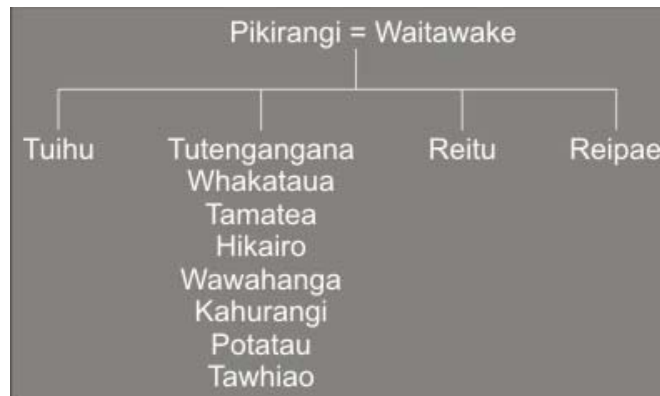 Pikirangi = Waitawake
Tuihu Tutengangana Reitu Reipae
Whakataua
Tamatea
Hikairo
Wawahanga
Kahurangi
Potatau
Tawhiao